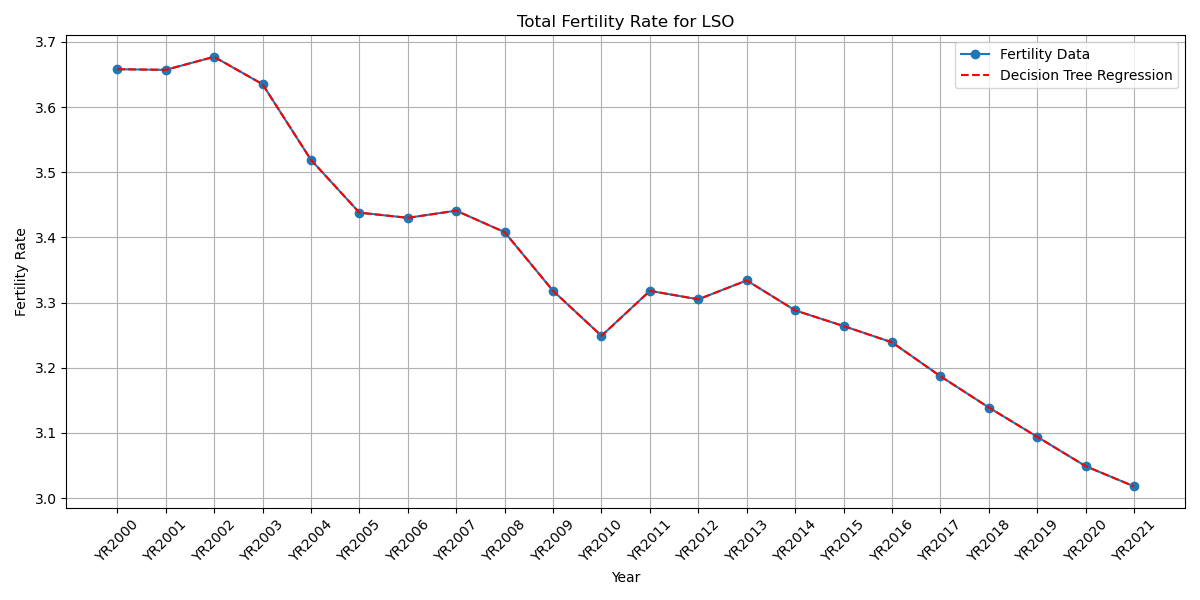 Total Fertility Rate for LSO
Fertility Data
Decision Tree Regression
Fertility Rate
3.7
3.6
3.5
3.4
3.3
3.2
3.1
3.0
YR2000
YR2001
YR2002
YR2003
YR2004
YR2005
YR2006
YR2007
YR2008
YR2009
YR2010
YR2011
YR2012
YR2013
YR2014
YR2015
YR2016
YR2017
YR2018
YR2019
YR2020
YR2021
Year